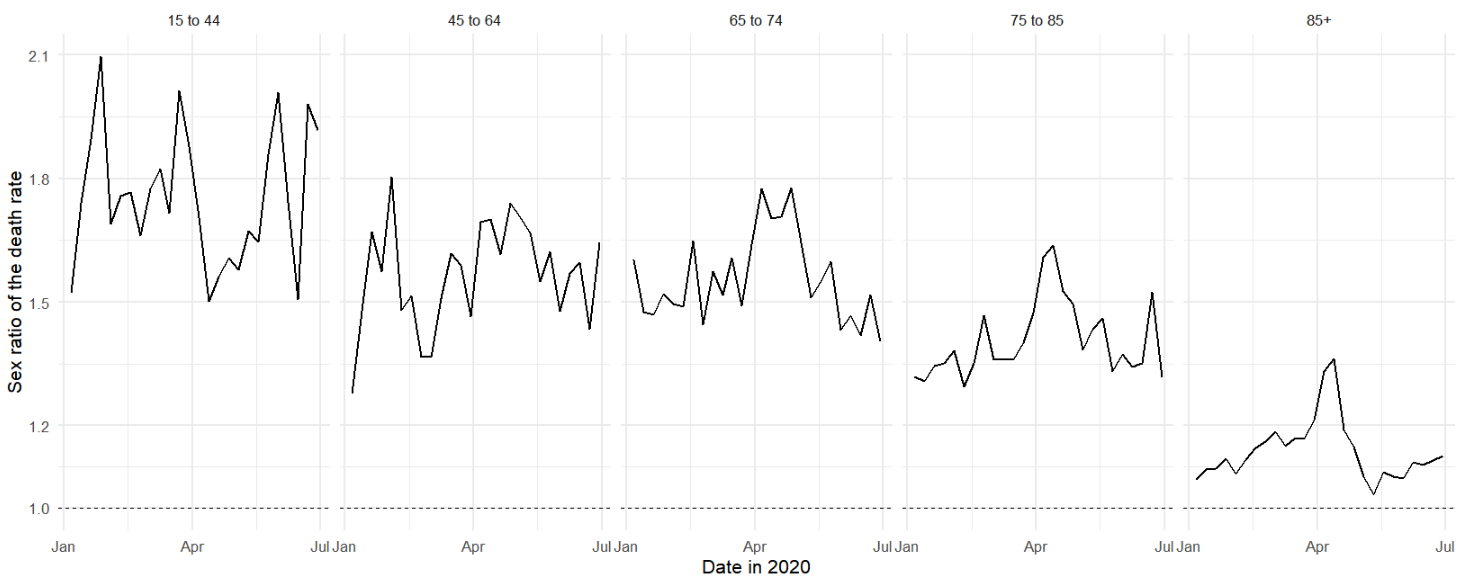 15 to 44 45 to 64 65 to 74 75 to 85 85+
2.1
1.8
1.5
1.2
1.0
Sex ratio of the death rate
Jan Apr Jul Jan Apr Jul Jan Apr Jul Jan Apr Jul Jan Apr Jul
Date in 2020